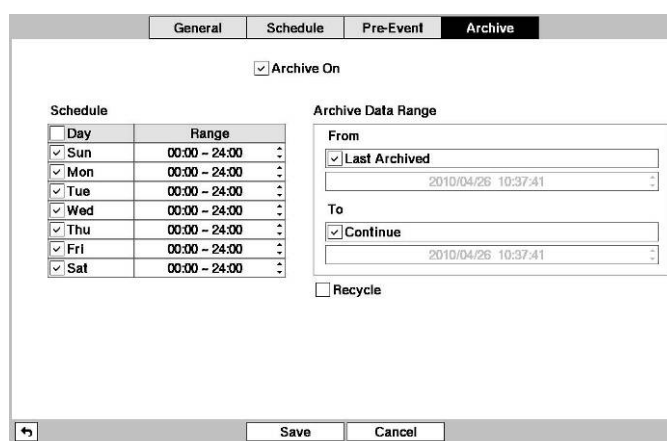 General Schedule Pre-Event Archive
Archive On
Schedule
Day Range
Sun 00:00 ~ 24:00
Mon 00:00 ~ 24:00
Tue 00:00 ~ 24:00
Wed 00:00 ~ 24:00
Thu 00:00 ~ 24:00
Fri 00:00 ~ 24:00
Sat 00:00 ~ 24:00
Archive Data Range
From
Last Archived
2010/04/26 10:37:41
To
Continue
2010/04/26 10:37:41
Recycle
Save Cancel